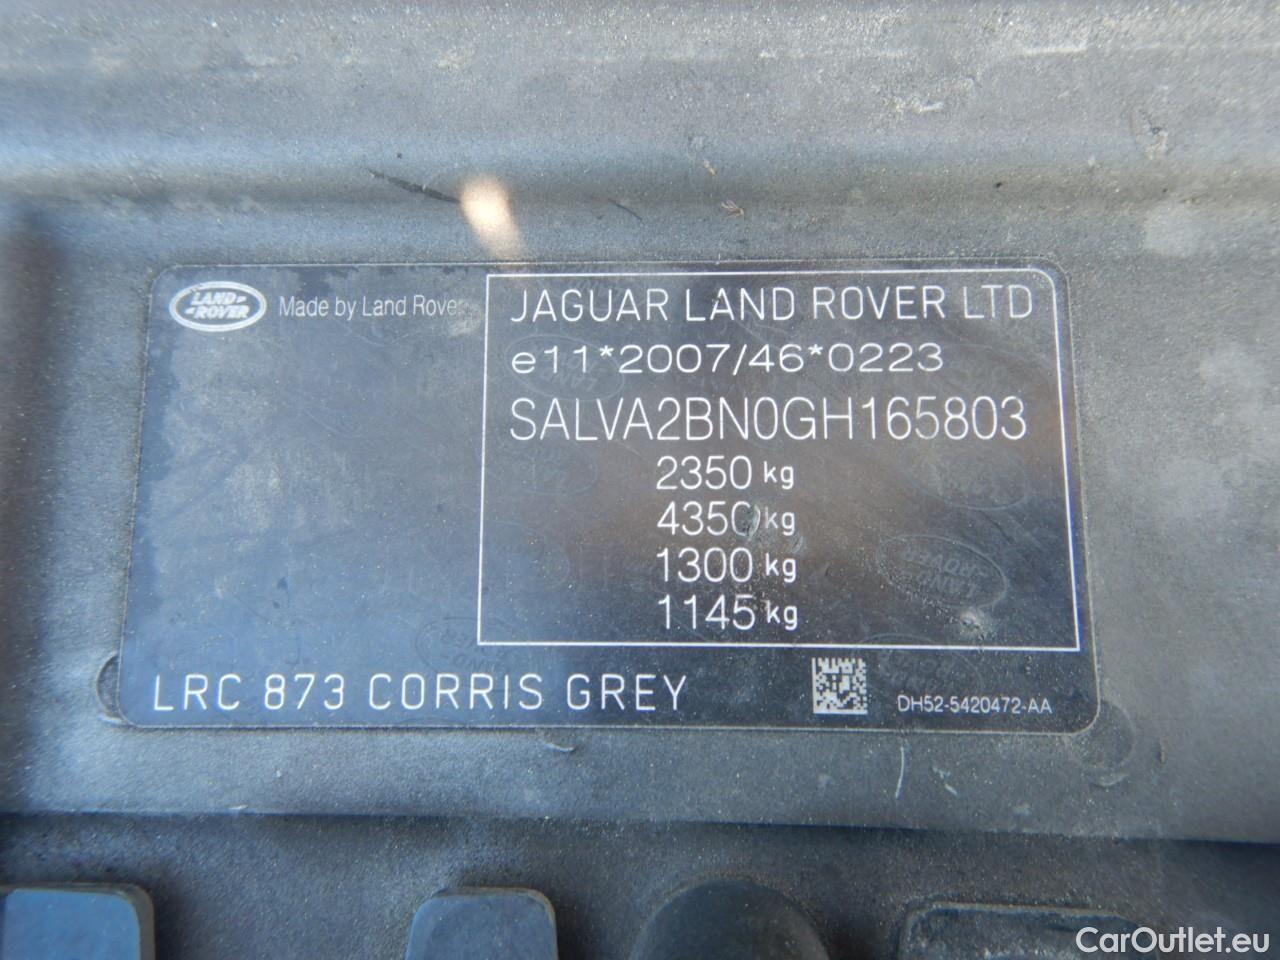 LAND-
-ROVER
Made by Land Rover
JAGUAR LAND ROVER LTD
e11*2007/46*0223
SALVA2BN0GH165803
2350 kg
4350 kg
1300 kg
1145 kg
LRC 873 CORRIS GREY
DH52-5420472-AA
CarOutlet.eu